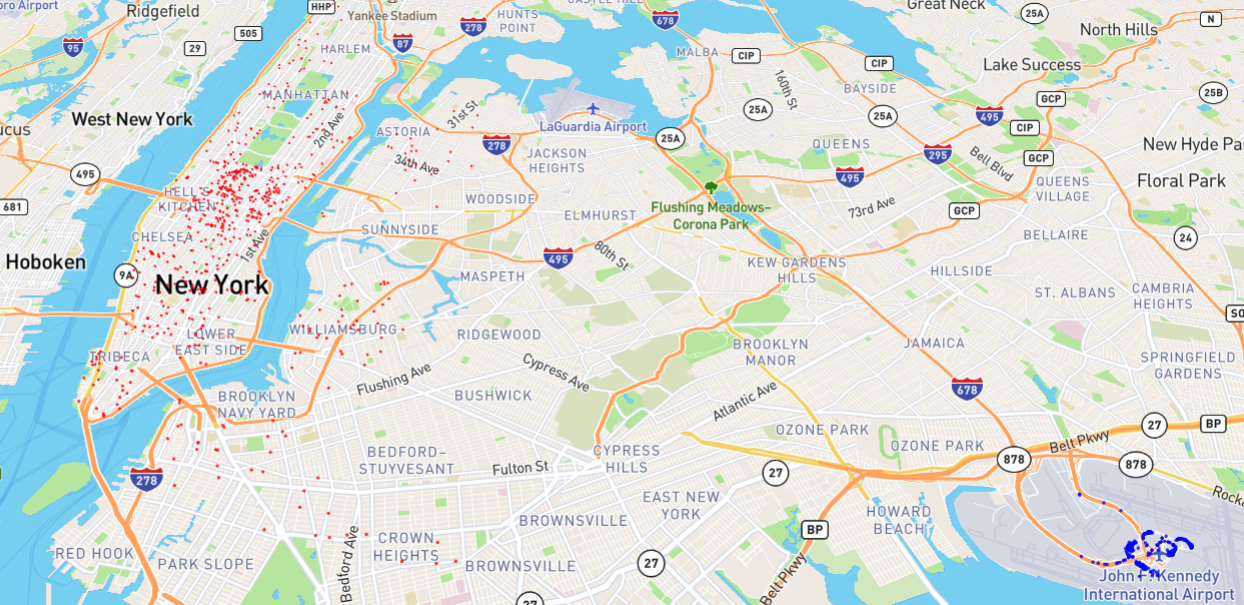 oro Airport
Ridgefield
HHP
Yankee Stadium
HUNTS
POINT
CASTLE HILL
678
Great Neck
25A
N
95
29
505
HARLEM
87
278
MALBA
CIP
CIP
North Hills
Lake Success
MANHATTAN
160th St
BAYSIDE
GCP
25B
West New York
2nd Ave
ASTORIA
31st St
LaGuardia Airport
25A
25A
25A
495
CIP
cus
34th Ave
278
JACKSON
HEIGHTS
QUEENS
295
Bell Blvd
GCP
New Hyde Par
495
HELL'S
KITCHEN
495
QUEENS
VILLAGE
Floral Park
681
WOODSIDE
Flushing Meadows–
Corona Park
73rd Ave
GCP
CHELSEA
1st Ave
SUNNYSIDE
ELMHURST
BELLAIRE
24
Hoboken
9A
New York
495
80th St
MASPETH
KEW GARDENS
HILLS
HILLSIDE
ST. ALBANS
CAMBRIA
HEIGHTS
SO
LOWER
EAST SIDE
WILLIAMSBURG
RIDGEWOOD
BROOKLYN
MANOR
JAMAICA
SPRINGFIELD
GARDENS
TRIBECA
Flushing Ave
Cypress Ave
BUSHWICK
Atlantic Ave
678
BROOKLYN
NAVY YARD
OZONE PARK
OZONE PARK
Belt Pkwy
27
BP
BEDFORD–
STUYVESANT
Fulton St
CYPRESS
HILLS
27
878
878
278
EAST NEW
YORK
Rocka
BROWNSVILLE
BP
HOWARD
BEACH
RED HOOK
PARK SLOPE
Bedford Ave
CROWN
HEIGHTS
BROWNSVILLE
27
Belt Pkwy
John F. Kennedy
International Airport
27